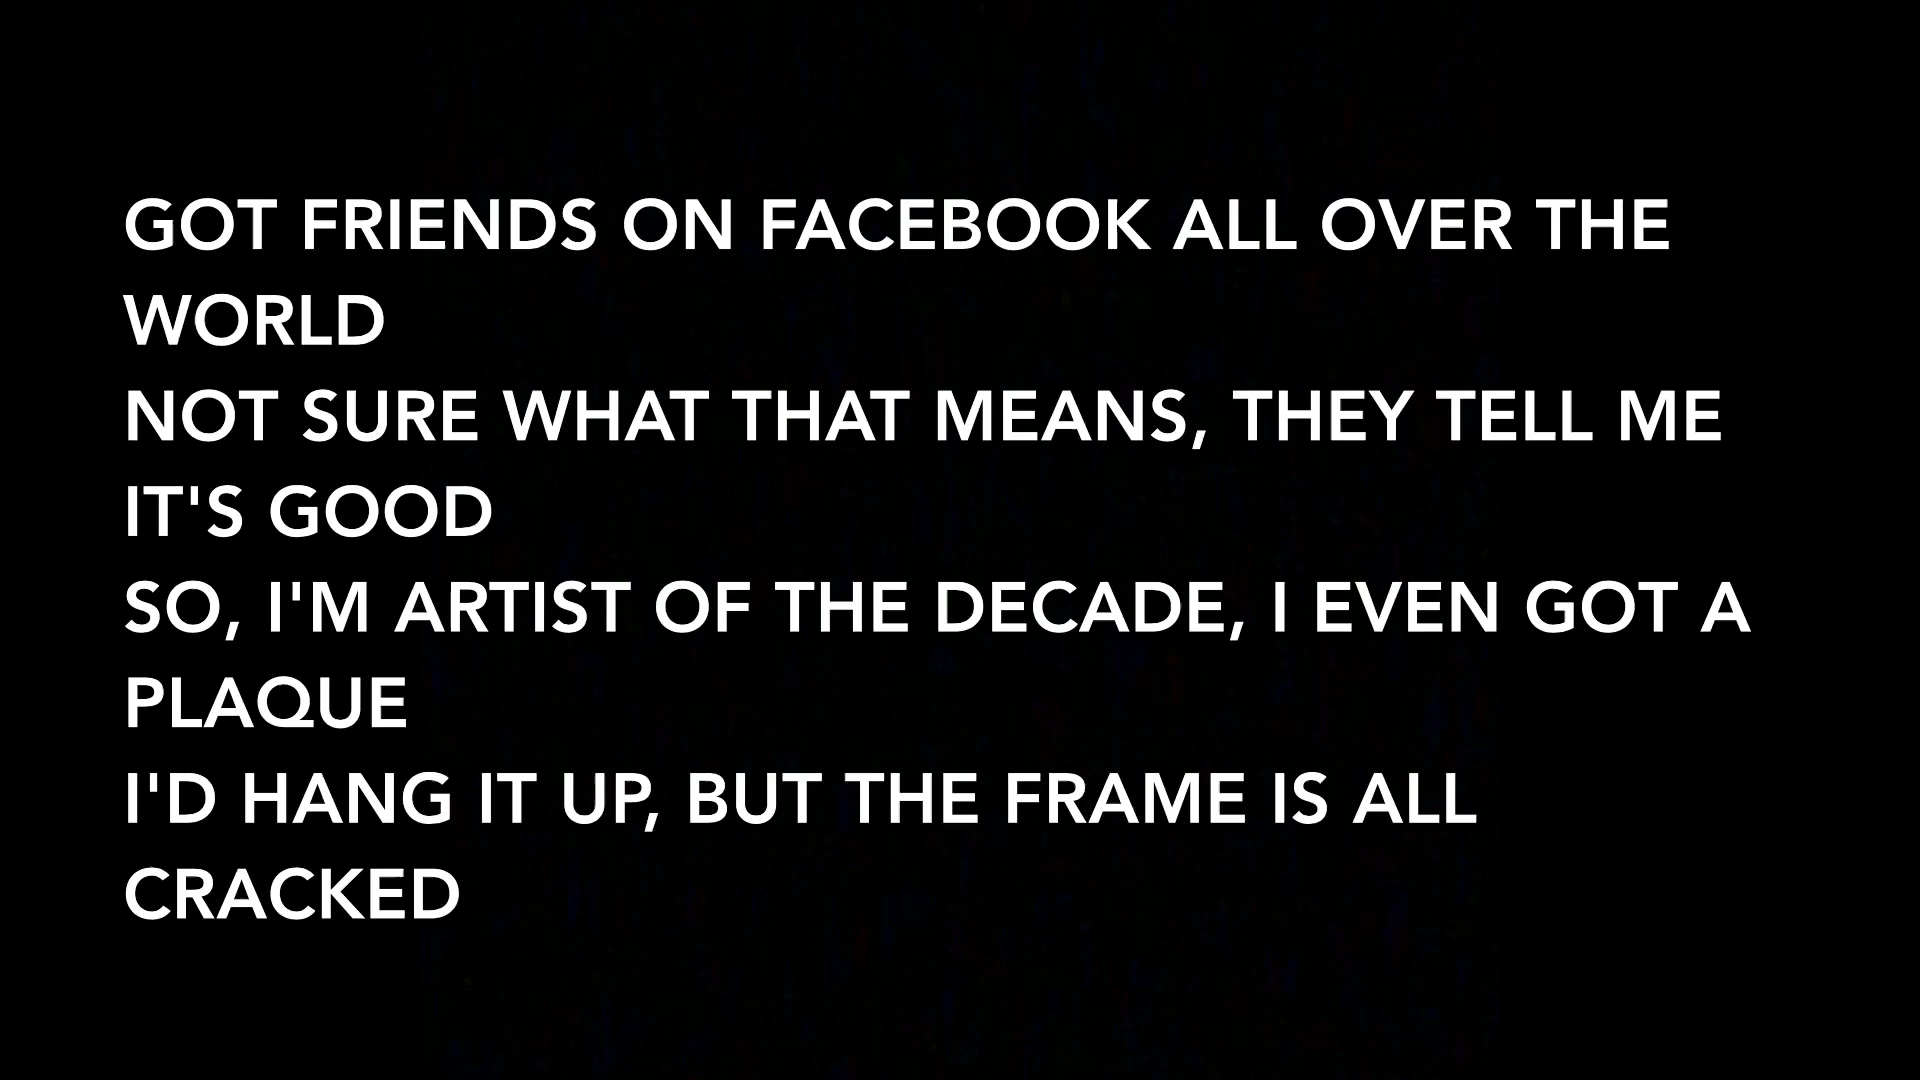 GOT FRIENDS ON FACEBOOK ALL OVER THE
WORLD
NOT SURE WHAT THAT MEANS, THEY TELL ME
IT'S GOOD
SO, I'M ARTIST OF THE DECADE, I EVEN GOT A
PLAQUE
I'D HANG IT UP, BUT THE FRAME IS ALL
CRACKED